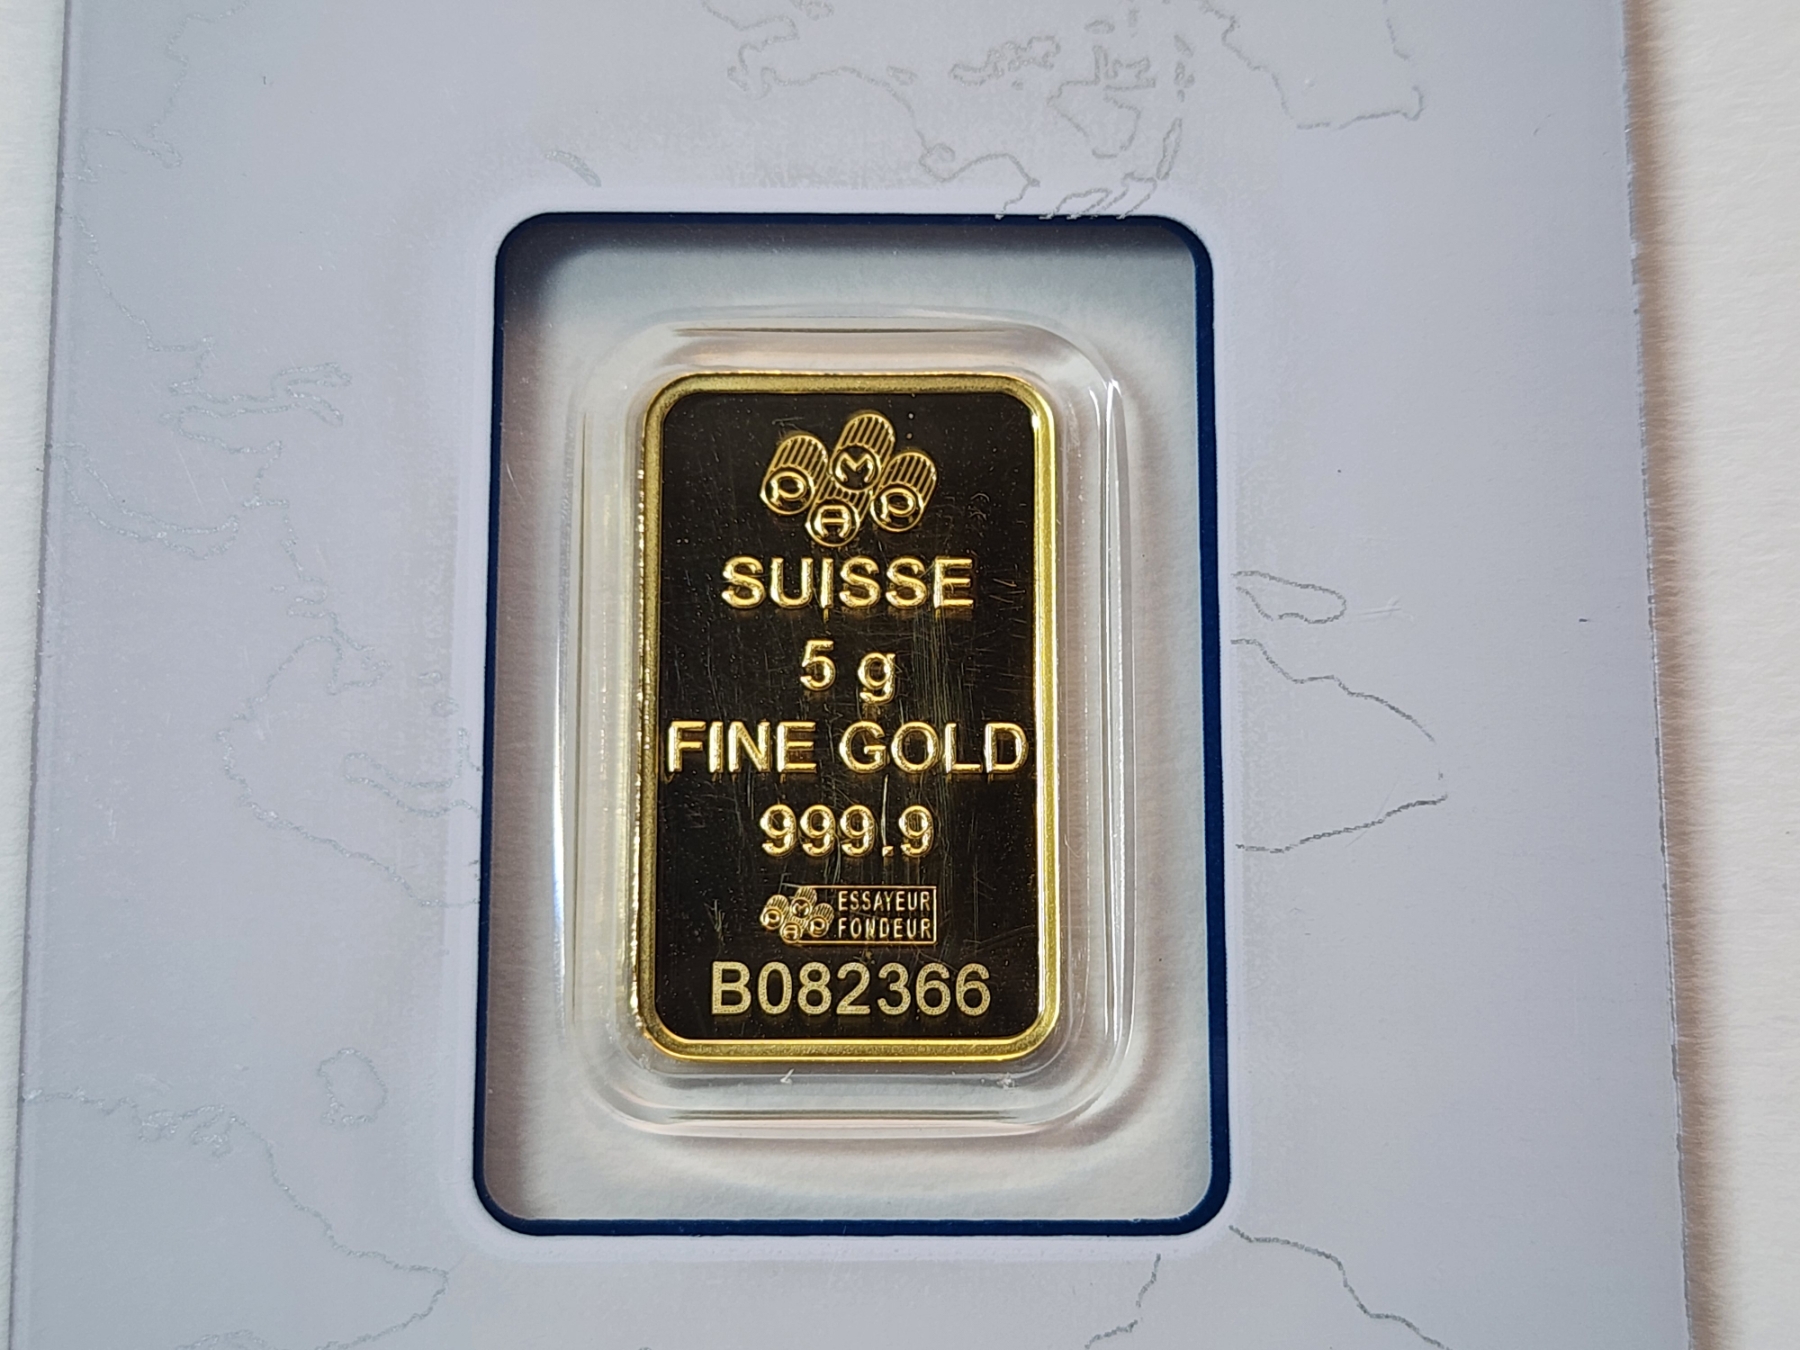 PAMP
SUISSE
5 g
FINE GOLD
999.9
PAMP ESSAYEUR
FONDEUR
B082366